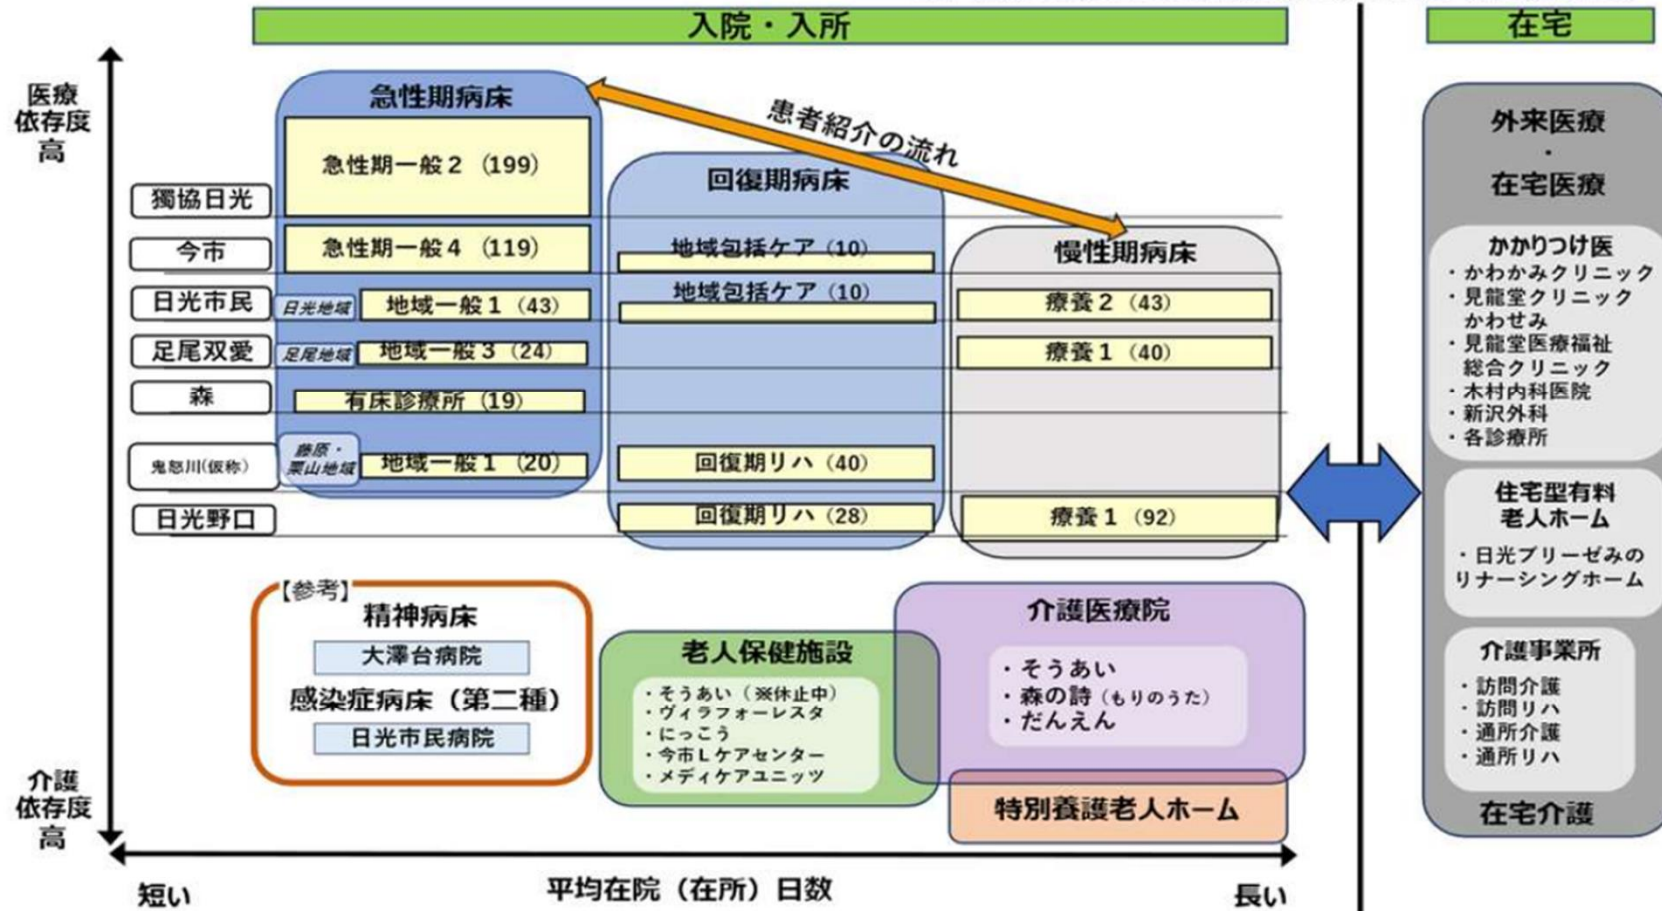 入院・入所
在宅
医療
依存度
高
急性期病床
患者紹介の流れ
回復期病床
慢性期病床
獨協日光
急性期一般2（199）
今市
急性期一般4（119）
地域包括ケア（10）
日光市民
日光地域
地域一般1（43）
地域包括ケア（10）
療養2（43）
足尾双愛
足尾地域
地域一般3（24）
療養1（40）
森
有床診療所（19）
鬼怒川(仮称）
藤原・
栗山地域
地域一般1（20）
回復期リハ（40）
日光野口
回復期リハ（28）
療養1（92）
【参考】
精神病床
大澤台病院
感染症病床（第二種）
日光市民病院
老人保健施設
・そうあい（※休止中）
・ヴィラフォーレスタ
・にっこう
・今市Lケアセンター
・メディケアユニッツ
介護医療院
・そうあい
・森の詩（もりのうた）
・だんえん
特別養護老人ホーム
介護
依存度
高
短い
平均在院（在所）日数
長い
外来医療
・
在宅医療
かかりつけ医
・かわかみクリニック
・見龍堂クリニック
かわせみ
・見龍堂医療福祉
総合クリニック
・木村内科医院
・新沢外科
・各診療所
住宅型有料
老人ホーム
・日光ブリーゼみの
リナーシングホーム
介護事業所
・訪問介護
・訪問リハ
・通所介護
・通所リハ
在宅介護